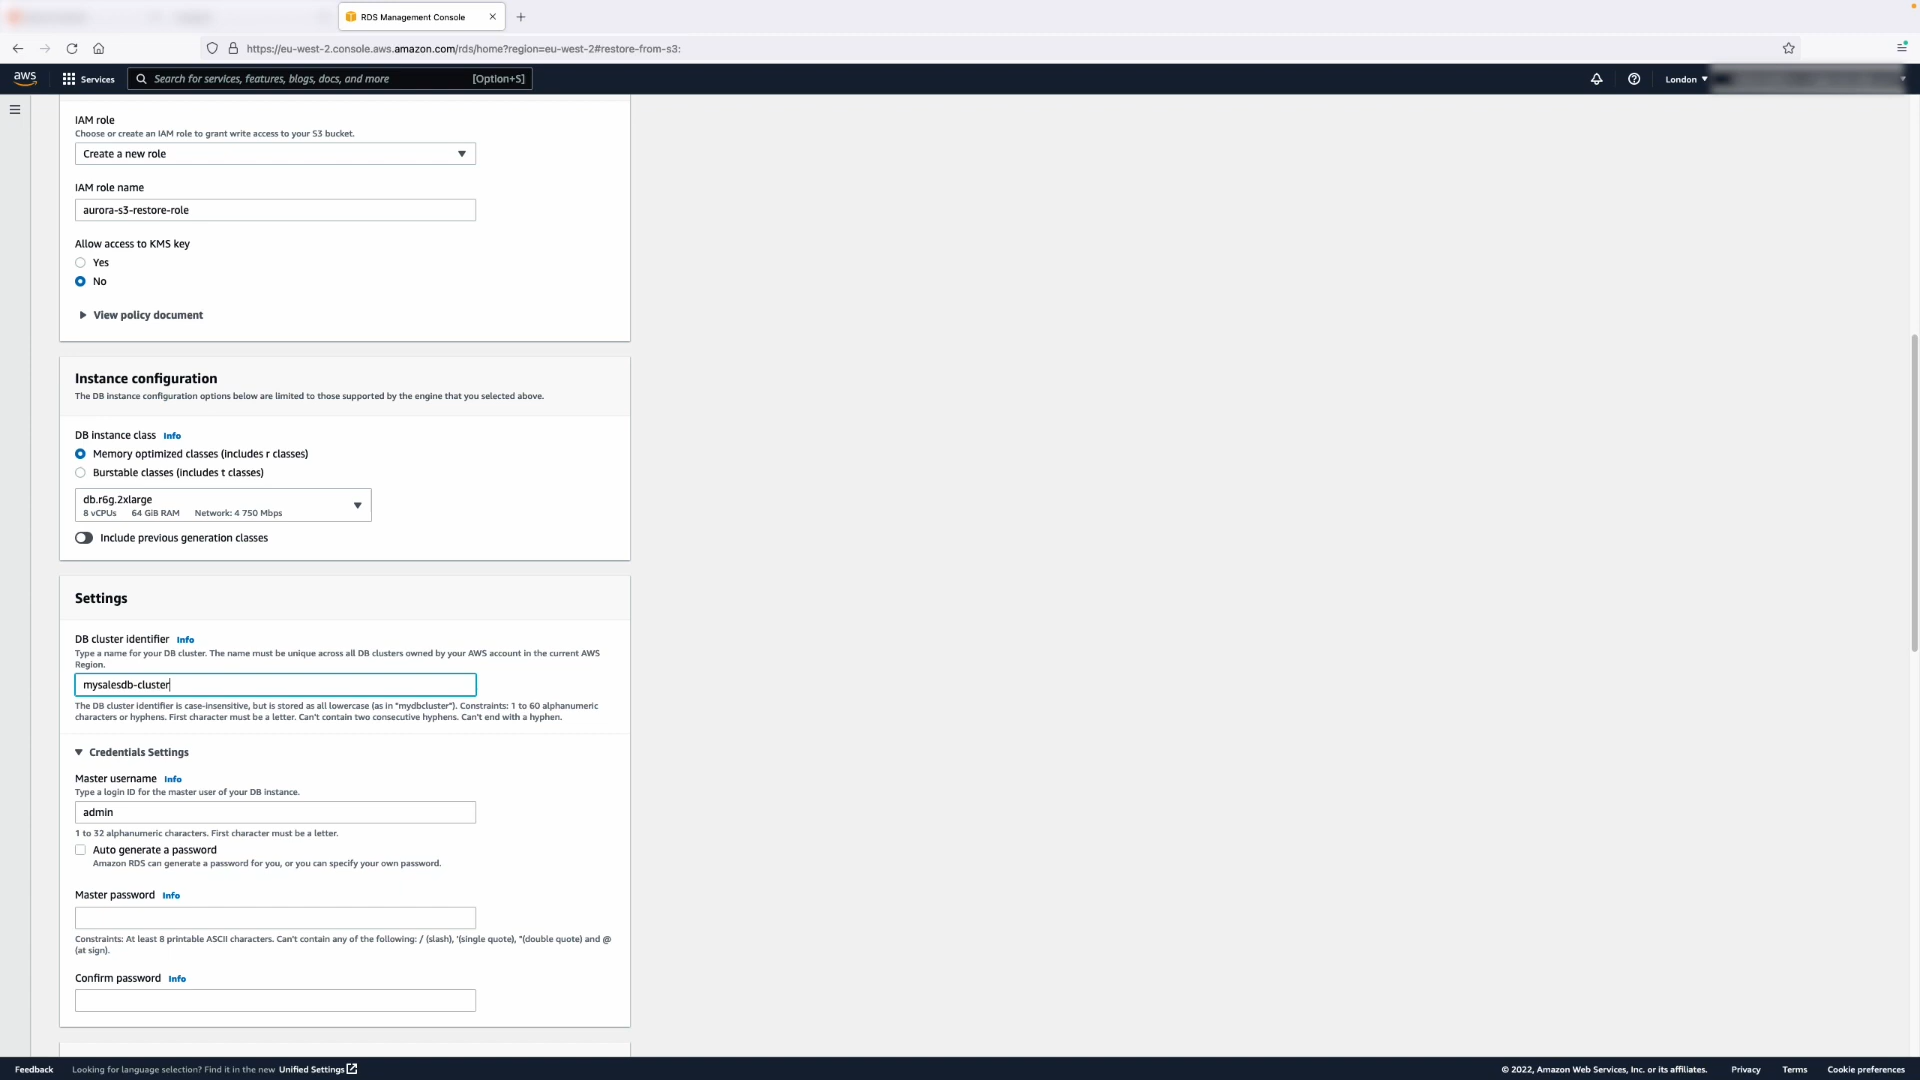 RDS Management Console
https://eu-west-2.console.aws.amazon.com/rds/home?region=eu-west-2#restore-from-s3:
aws
Services
Search for services, features, blogs, docs, and more
[Option+S]
London
IAM role
Choose or create an IAM role to grant write access to your S3 bucket.
Create a new role
IAM role name
aurora-s3-restore-role
Allow access to KMS key
Yes
No
View policy document
Instance configuration
The DB instance configuration options below are limited to those supported by the engine that you selected above.
DB instance class Info
Memory optimized classes (includes r classes)
Burstable classes (includes t classes)
db.r6g.2xlarge
8 vCPUs 64 GiB RAM Network: 4 750 Mbps
Include previous generation classes
Settings
DB cluster identifier Info
Type a name for your DB cluster. The name must be unique across all DB clusters owned by your AWS account in the current AWS
Region.
mysalesdb-cluster
The DB cluster identifier is case-insensitive, but is stored as all lowercase (as in "mydbcluster"). Constraints: 1 to 60 alphanumeric
characters or hyphens. First character must be a letter. Can't contain two consecutive hyphens. Can't end with a hyphen.
Credentials Settings
Master username Info
Type a login ID for the master user of your DB instance.
admin
1 to 32 alphanumeric characters. First character must be a letter.
Auto generate a password
Amazon RDS can generate a password for you, or you can specify your own password.
Master password Info
Constraints: At least 8 printable ASCII characters. Can't contain any of the following: / (slash), '(single quote), "(double quote) and @
(at sign).
Confirm password Info
Feedback
Looking for language selection? Find it in the new Unified Settings
© 2022, Amazon Web Services, Inc. or its affiliates.
Privacy
Terms
Cookie preferences